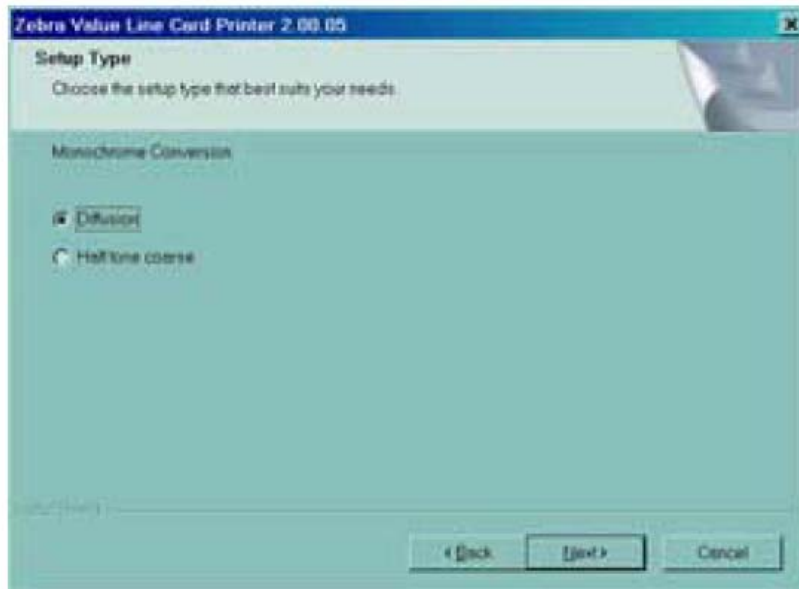 Zebra Value Line Card Printer 2.00.05
Setup Type
Choose the setup type that best suits your needs.
Monochrome Conversion
Diffusion
Half tone coarse
InstallShield
< Back
Next >
Cancel